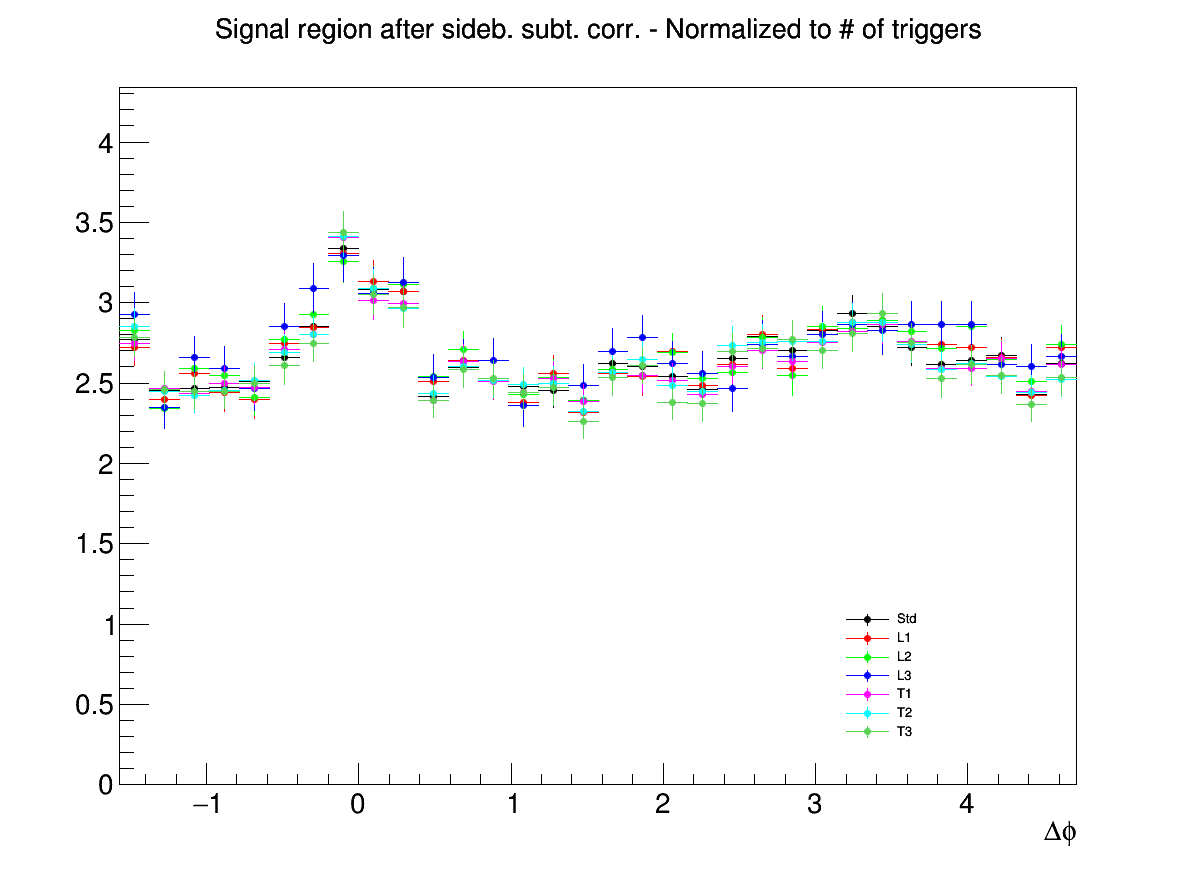 Signal region after sideb. subt. corr. - Normalized to # of triggers
4
3.5
3
2.5
2
1.5
1
0.5
0
−1 0 1 2 3 4
Δϕ
Std
L1
L2
L3
T1
T2
T3